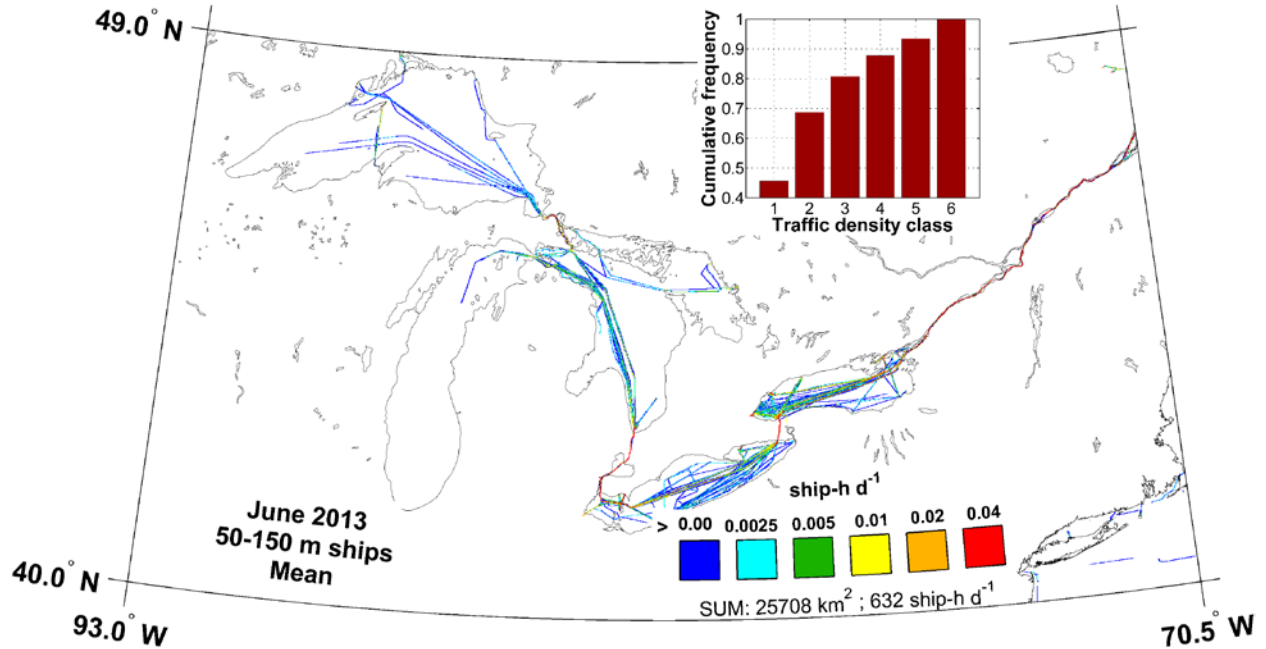 49.0° N
1
0.9
0.8
0.7
0.6
0.5
0.4
Cumulative frequency
1 2 3 4 5 6
Traffic density class
June 2013
50-150 m ships
Mean
ship-h d⁻¹
> 0.00 0.0025 0.005 0.01 0.02 0.04
SUM: 25708 km² ; 632 ship-h d⁻¹
40.0° N
93.0° W
70.5° W